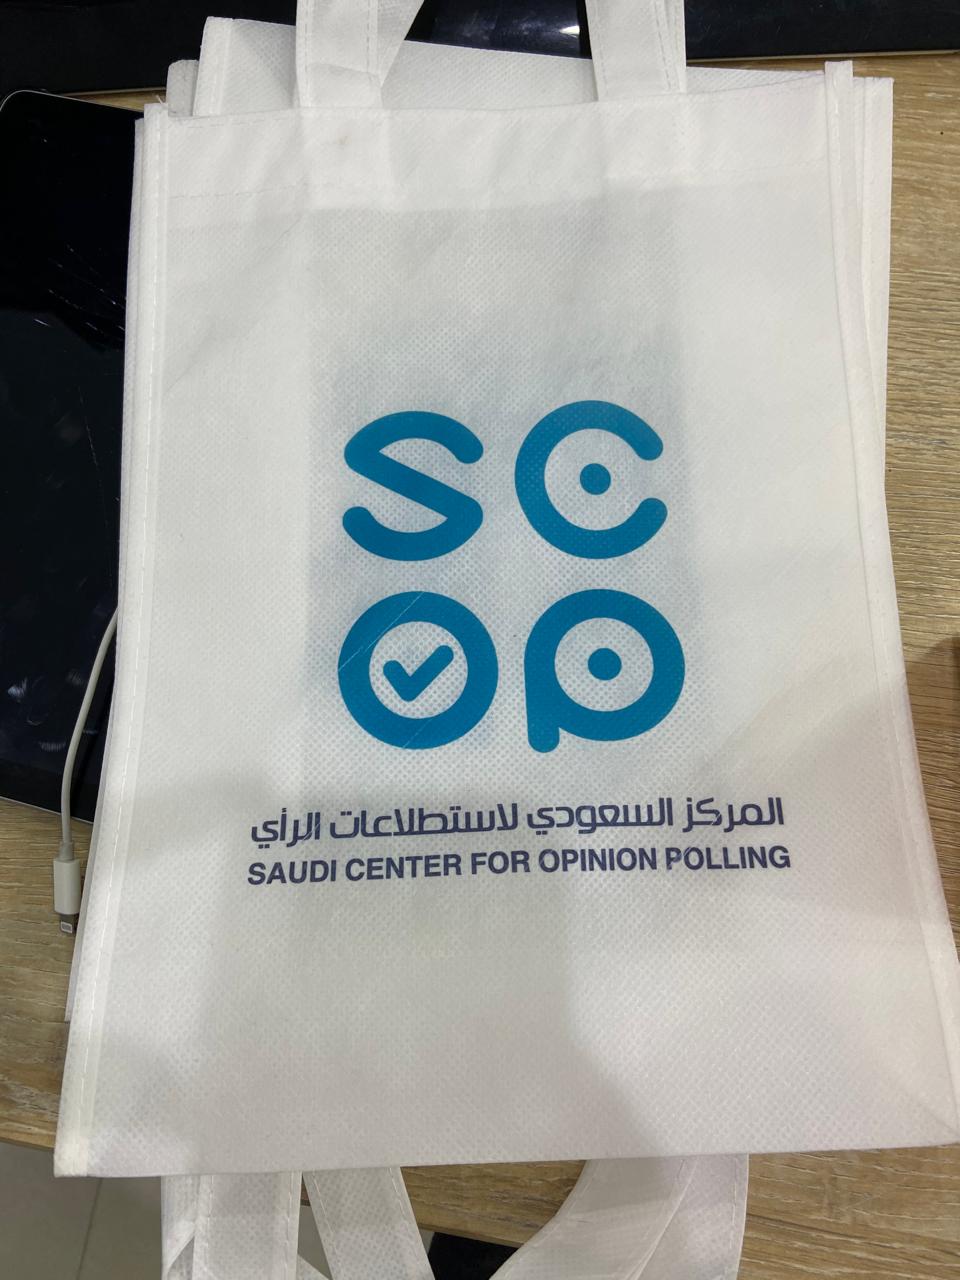 SC
OP
المركز السعودي لاستطلاعات الرأي
SAUDI CENTER FOR OPINION POLLING